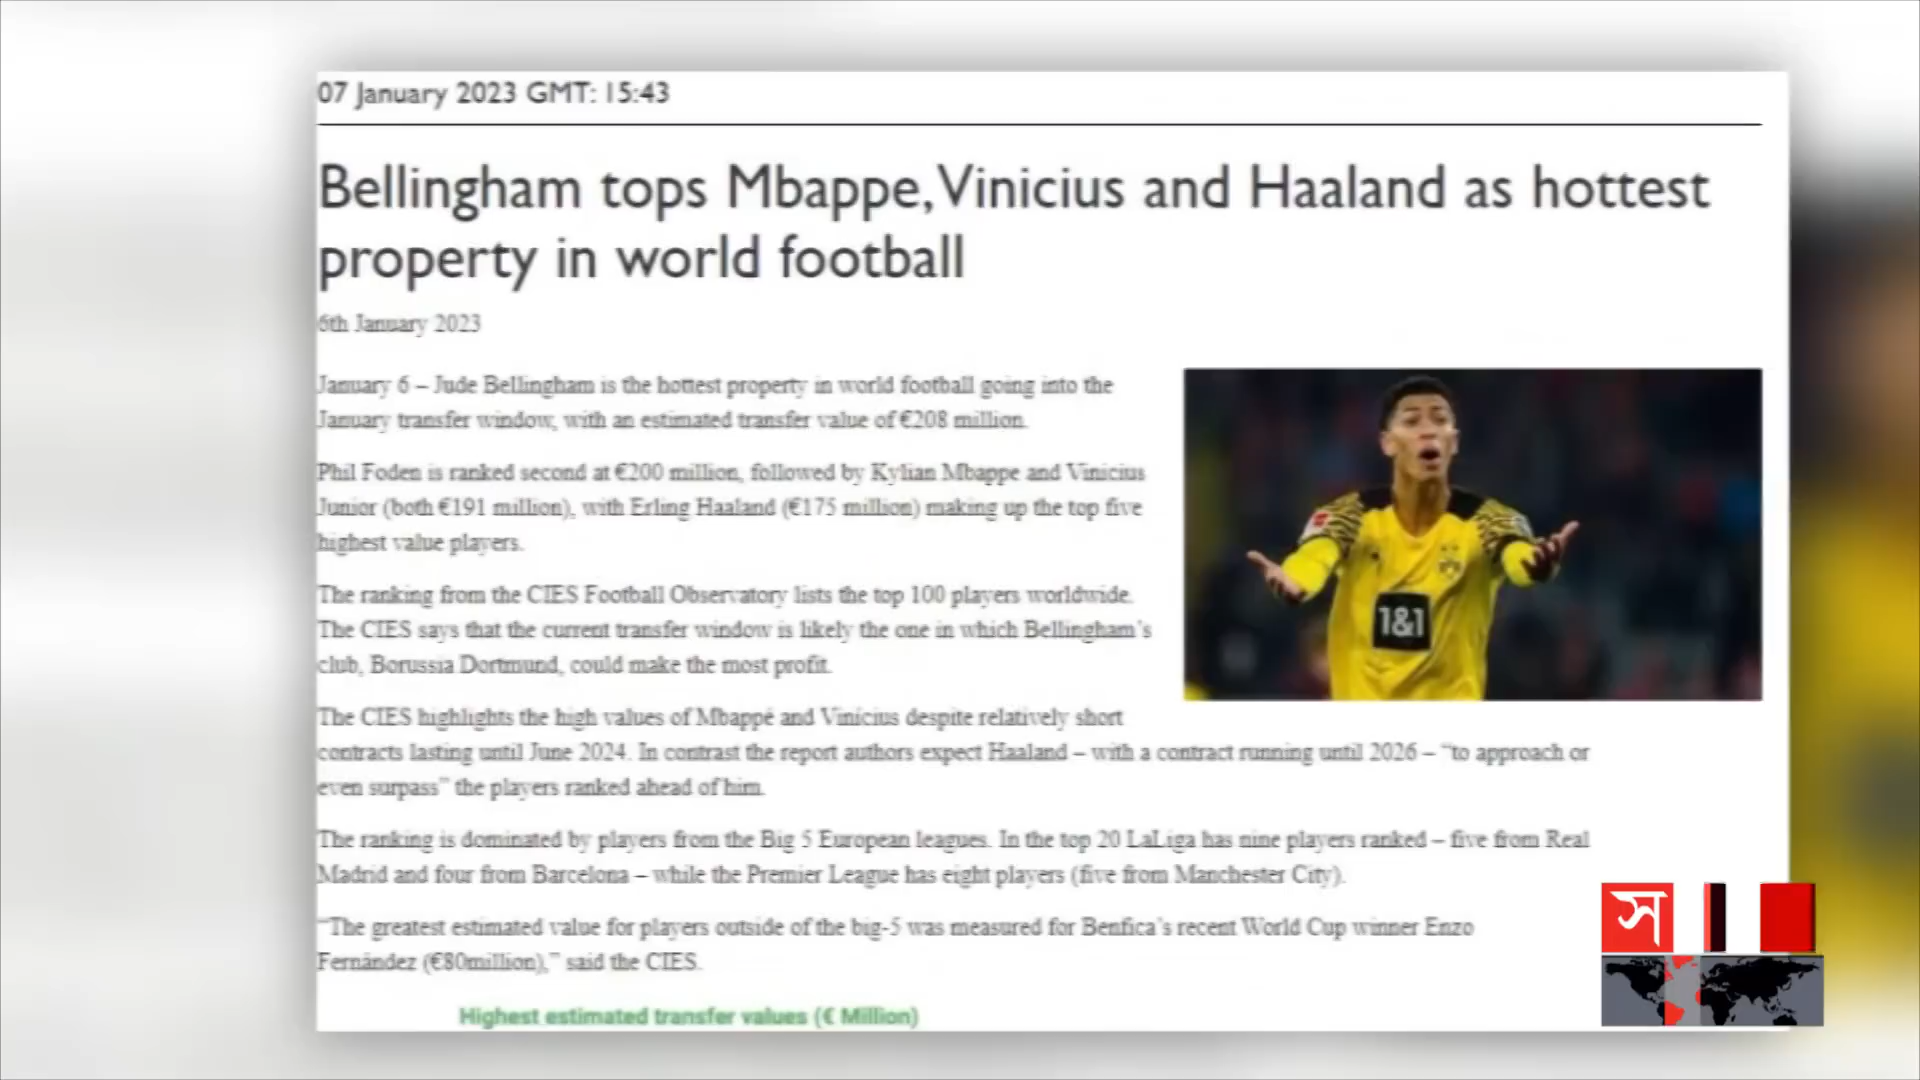 07 January 2023 GMT: 15:43
Bellingham tops Mbappe, Vinicius and Haaland as hottest
property in world football
6th January 2023
January 6 – Jude Bellingham is the hottest property in world football going into the
January transfer window, with an estimated transfer value of €208 million.
Phil Foden is ranked second at €200 million, followed by Kylian Mbappe and Vinicius
Junior (both €191 million), with Erling Haaland (€175 million) making up the top five
highest value players.
The ranking from the CIES Football Observatory lists the top 100 players worldwide.
The CIES says that the current transfer window is likely the one in which Bellingham's
club, Borussia Dortmund, could make the most profit.
1&1
The CIES highlights the high values of Mbappé and Vinícius despite relatively short
contracts lasting until June 2024. In contrast the report authors expect Haaland – with a contract running until 2026 – “to approach or
even surpass” the players ranked ahead of him.
The ranking is dominated by players from the Big 5 European leagues. In the top 20 LaLiga has nine players ranked – five from Real
Madrid and four from Barcelona – while the Premier League has eight players (five from Manchester City).
“The greatest estimated value for players outside of the big-5 was measured for Benfica’s recent World Cup winner Enzo
Fernández (€80million),” said the CIES.
স
Highest estimated transfer values (€ Million)